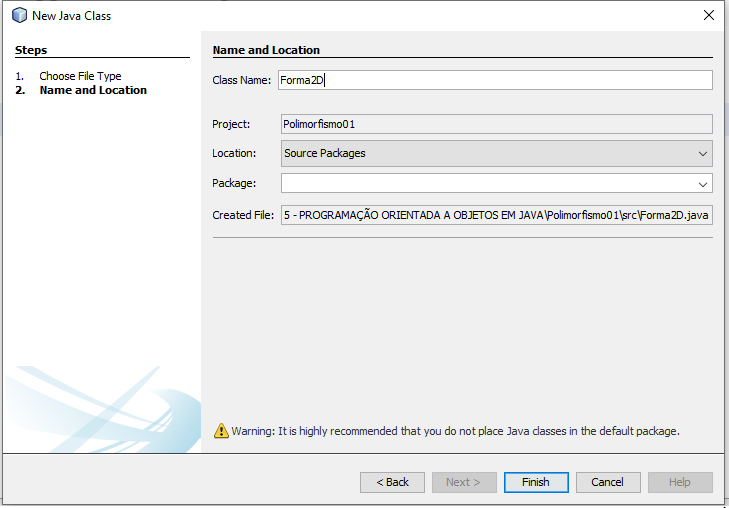 New Java Class
Steps
1. Choose File Type
2. Name and Location
Name and Location
Class Name: Forma2D
Project: Polimorfismo01
Location: Source Packages
Package:
Created File: 5 - PROGRAMAÇÃO ORIENTADA A OBJETOS EM JAVA\Polimorfismo01\src\Forma2D.java
Warning: It is highly recommended that you do not place Java classes in the default package.
< Back Next > Finish Cancel Help